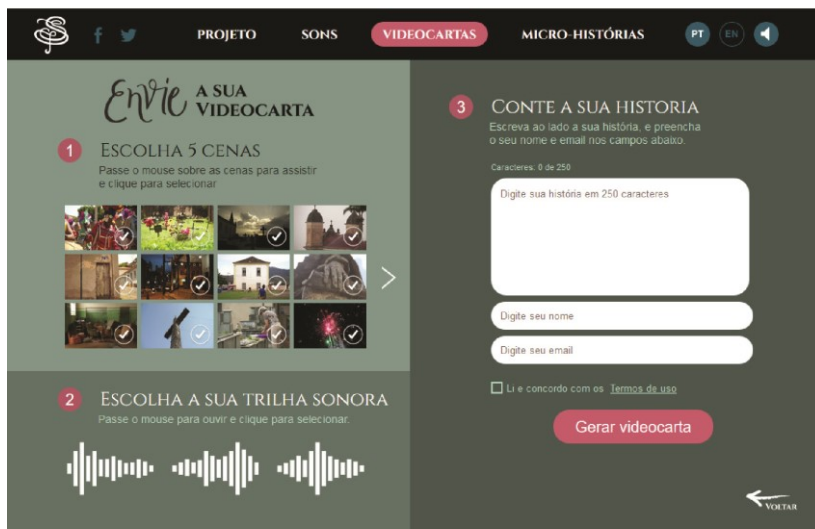 PROJETO
SONS
VIDEOCARTAS
MICRO-HISTÓRIAS
PT
EN
Envie A SUA
VIDEOCARTA
1 ESCOLHA 5 CENAS
Passe o mouse sobre as cenas para assistir
e clique para selecionar
2 ESCOLHA A SUA TRILHA SONORA
Passe o mouse para ouvir e clique para selecionar.
3 CONTE A SUA HISTORIA
Escreva ao lado a sua história, e preencha
o seu nome e email nos campos abaixo.
Caracteres: 0 de 250
Digite sua história em 250 caracteres
Digite seu nome
Digite seu email
Li e concordo com os Termos de uso
Gerar videocarta
VOLTAR